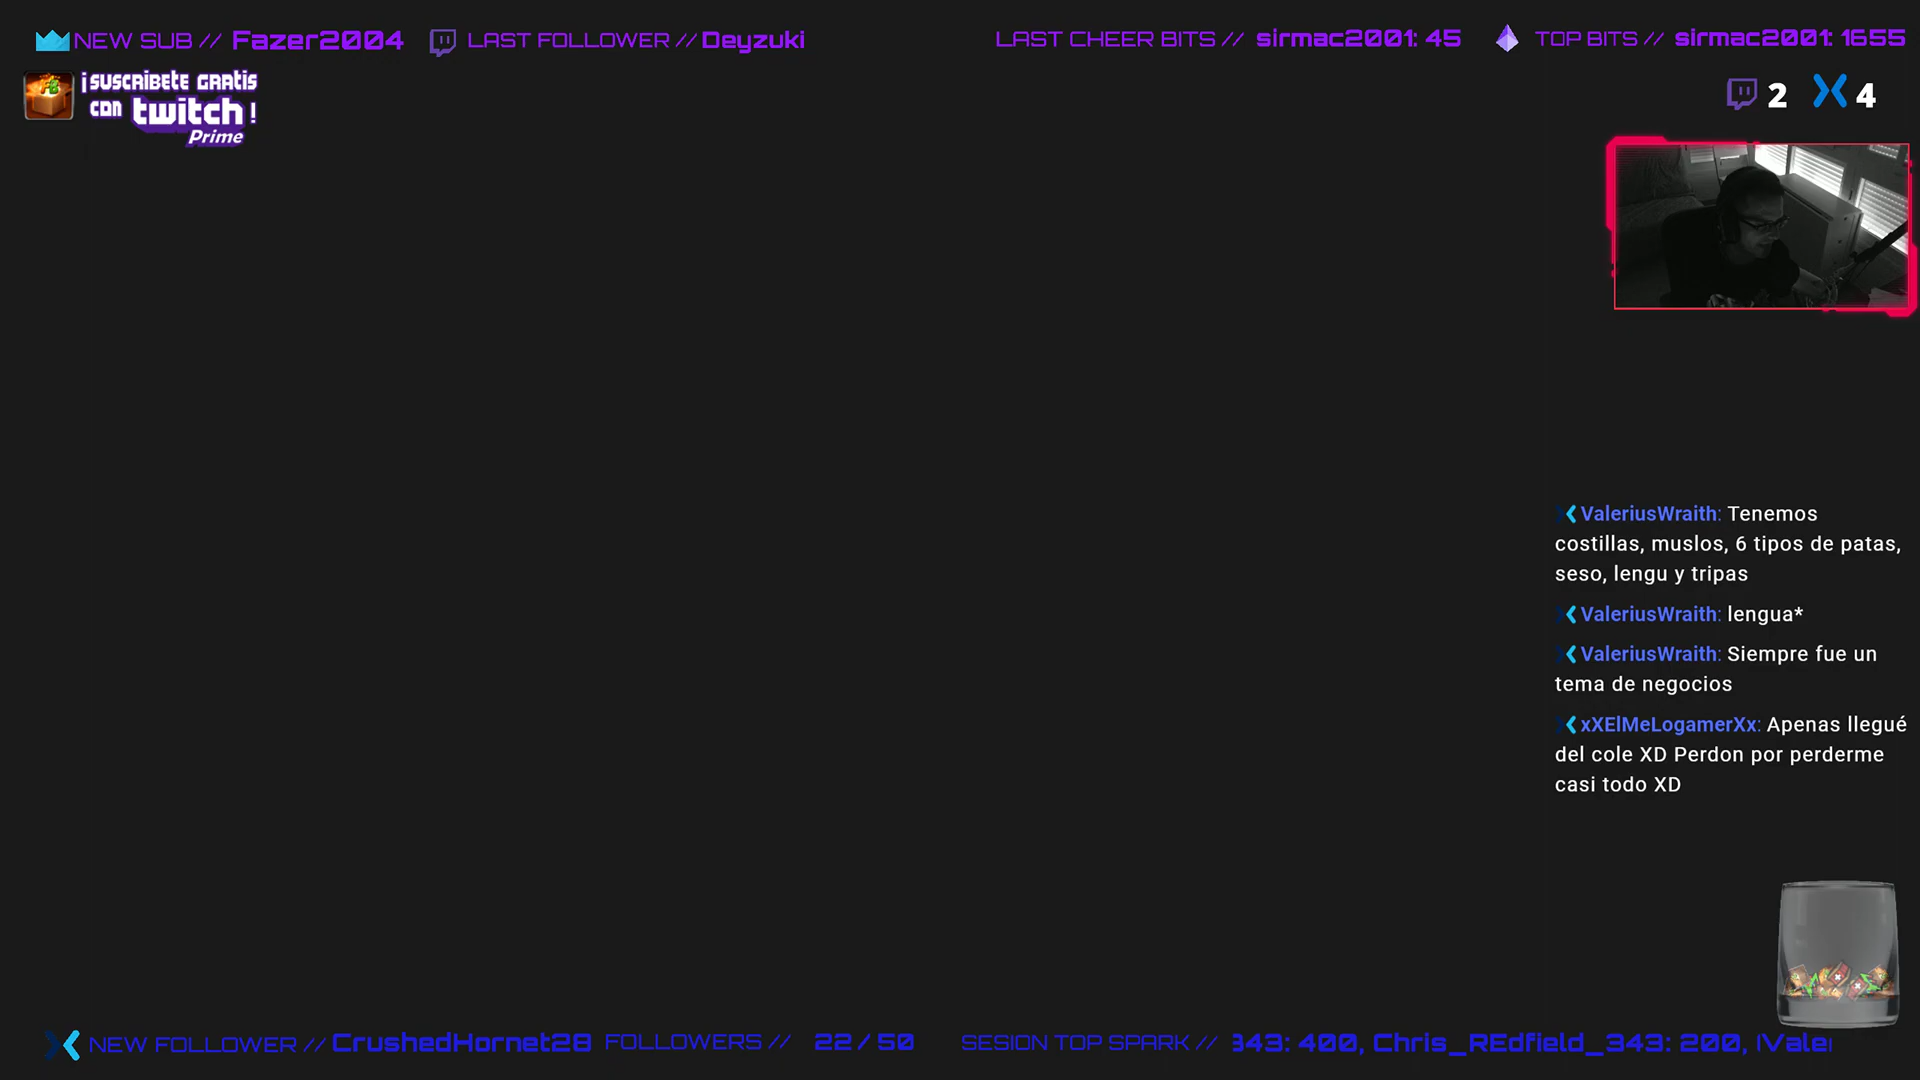 NEW SUB // Fazer2004
LAST FOLLOWER // Deyzuki
LAST CHEER BITS // sirmac2001: 45
TOP BITS // sirmac2001: 1655
¡SUSCRIBETE GRATIS
CON twitch !
Prime
2 4
ValeriusWraith: Tenemos
costillas, muslos, 6 tipos de patas,
seso, lengu y tripas
ValeriusWraith: lengua*
ValeriusWraith: Siempre fue un
tema de negocios
xXElMeLogamerXx: Apenas llegué
del cole XD Perdon por perderme
casi todo XD
NEW FOLLOWER // CrushedHornet28
FOLLOWERS // 22 / 50
SESION TOP SPARK // 343: 400, Chris_REdfield_343: 200,